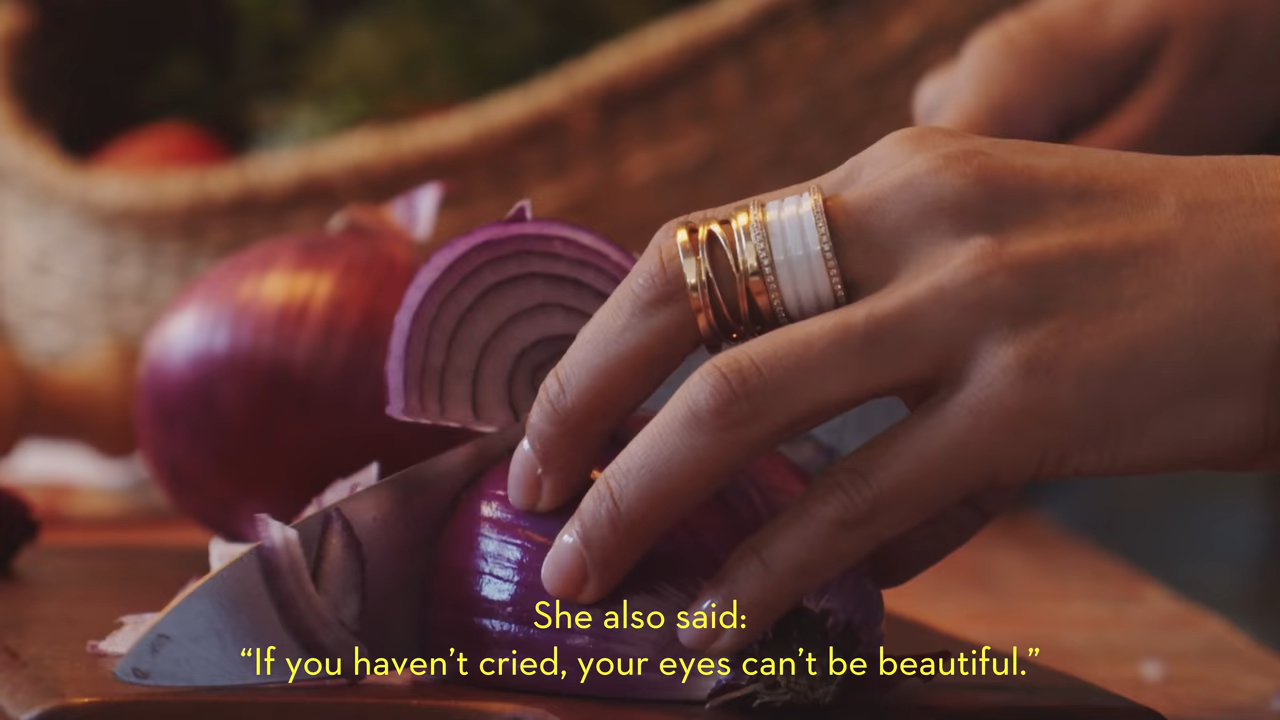 She also said:
“If you haven’t cried, your eyes can’t be beautiful.”